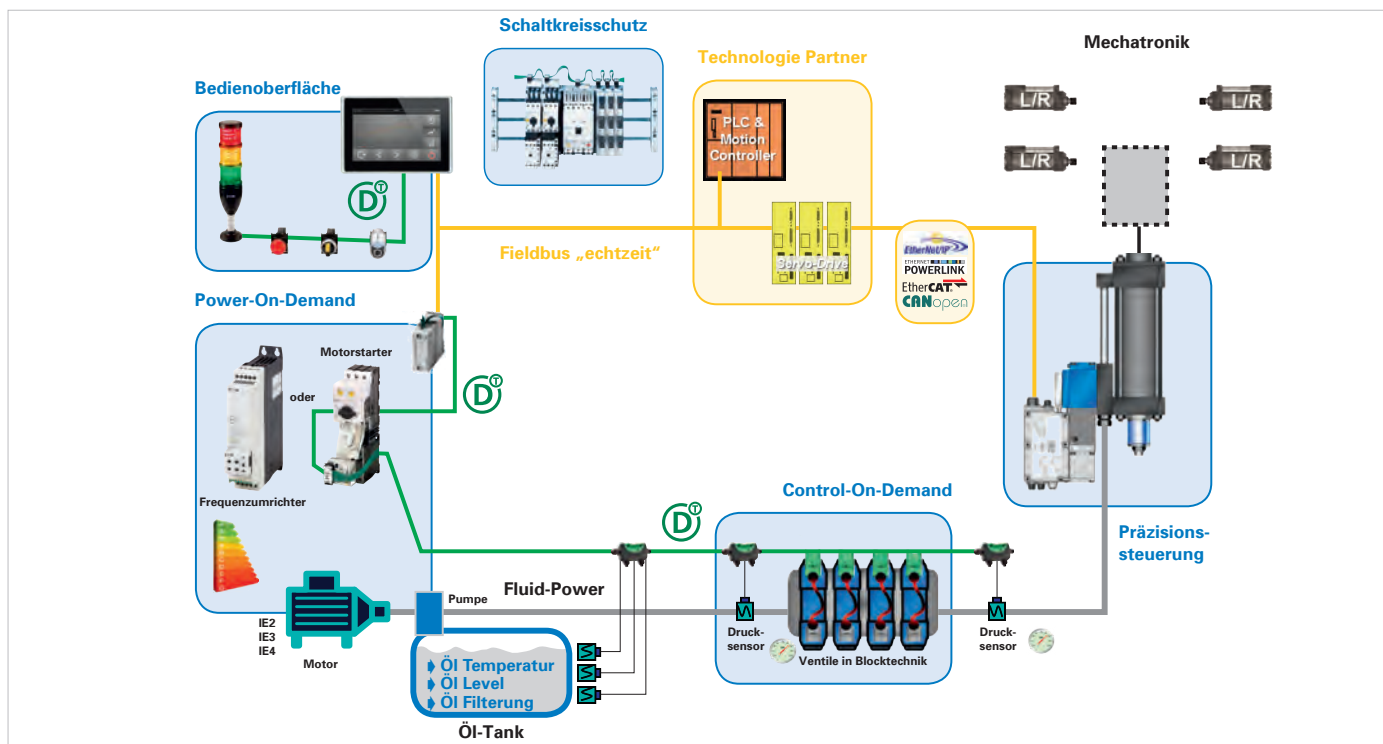 Schaltkreisschutz
Mechatronik
Technologie Partner
Bedienoberfläche
L/R
L/R
PLC &
Motion
Controller
L/R
L/R
D T
Fieldbus „echtzeit“
EtherNet/IP
Servo-Drive
ETHERNET
POWERLINK
EtherCAT
CANopen
Power-On-Demand
Motorstarter
oder
D T
Frequenzumrichter
Control-On-Demand
D T
Präzisions-
steuerung
Fluid-Power
Pumpe
IE2
IE3
IE4
Motor
Druck-
sensor
Ventile in Blocktechnik
Druck-
sensor
Öl Temperatur
Öl Level
Öl Filterung
Öl-Tank